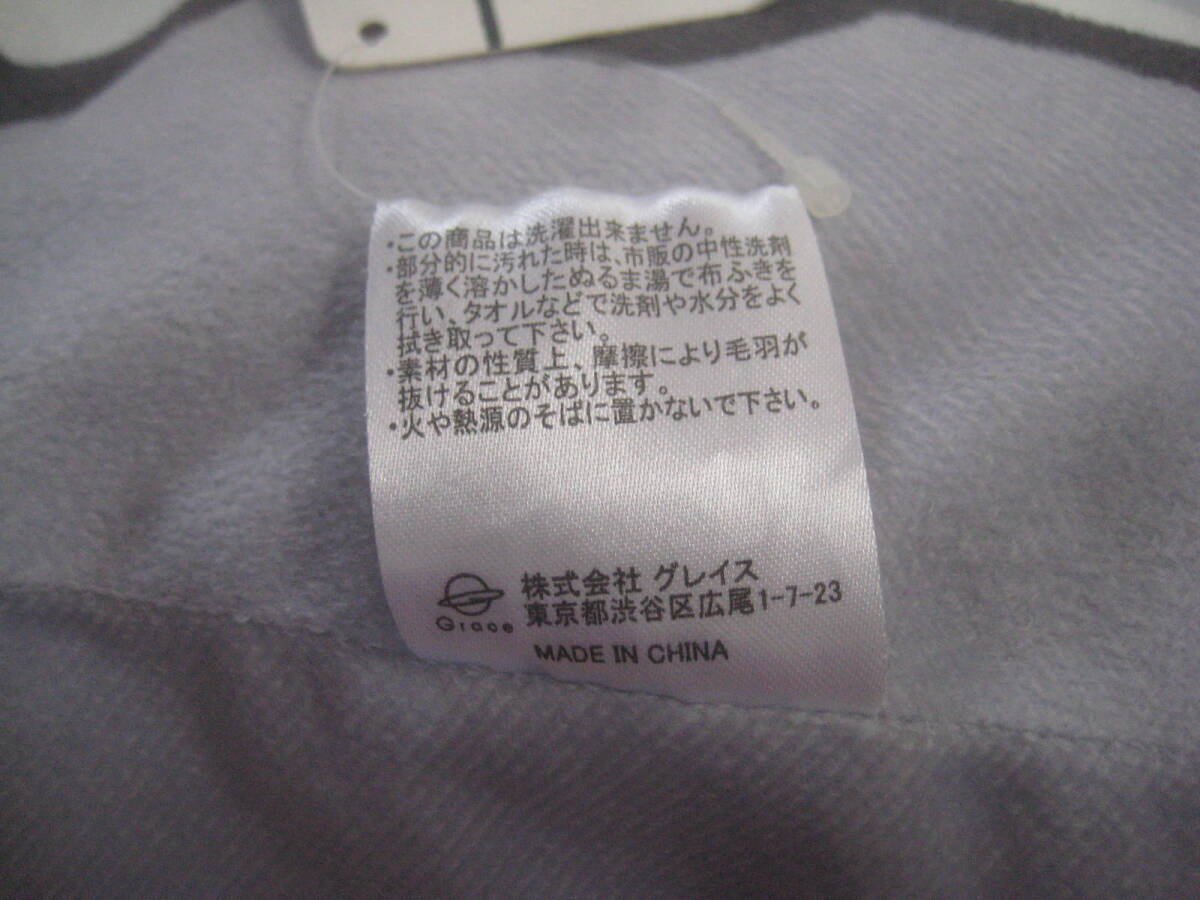 ・この商品は洗濯出来ません。
・部分的に汚れた時は、市販の中性洗剤
を薄く溶かしたぬるま湯で布ふきを
行い、タオルなどで洗剤や水分をよく
拭き取って下さい。
・素材の性質上、摩擦により毛羽が
抜けることがあります。
・火や熱源のそばに置かないで下さい。
Grace
株式会社 グレイス
東京都渋谷区広尾1-7-23
MADE IN CHINA